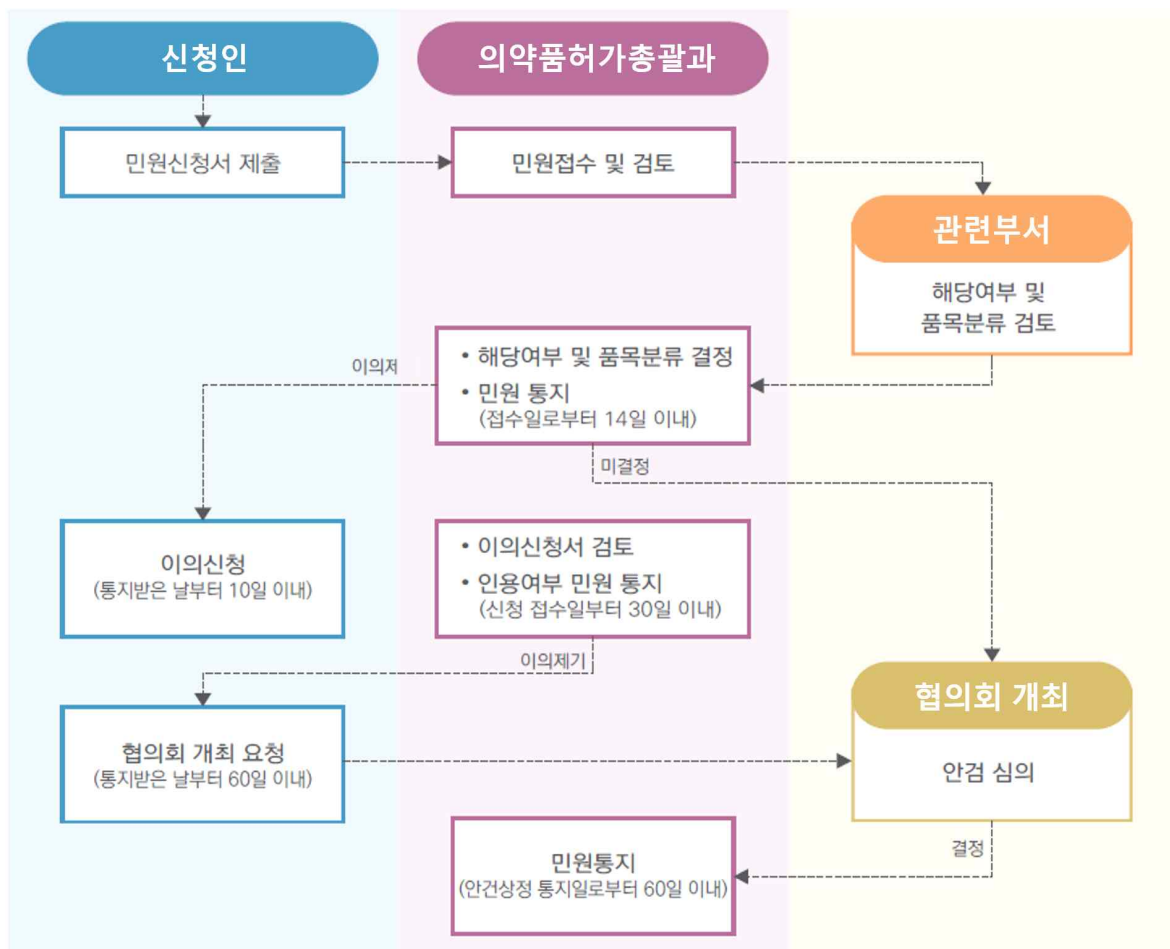 신청인
의약품허가총괄과
민원신청서 제출
민원접수 및 검토
관련부서
해당여부 및
품목분류 검토
• 해당여부 및 품목분류 결정
• 민원 통지
(접수일로부터 14일 이내)
이의제
미결정
이의신청
(통지받은 날부터 10일 이내)
• 이의신청서 검토
• 인용여부 민원 통지
(신청 접수일부터 30일 이내)
이의제기
협의회 개최
안검 심의
협의회 개최 요청
(통지받은 날부터 60일 이내)
결정
민원통지
(안건상정 통지일로부터 60일 이내)